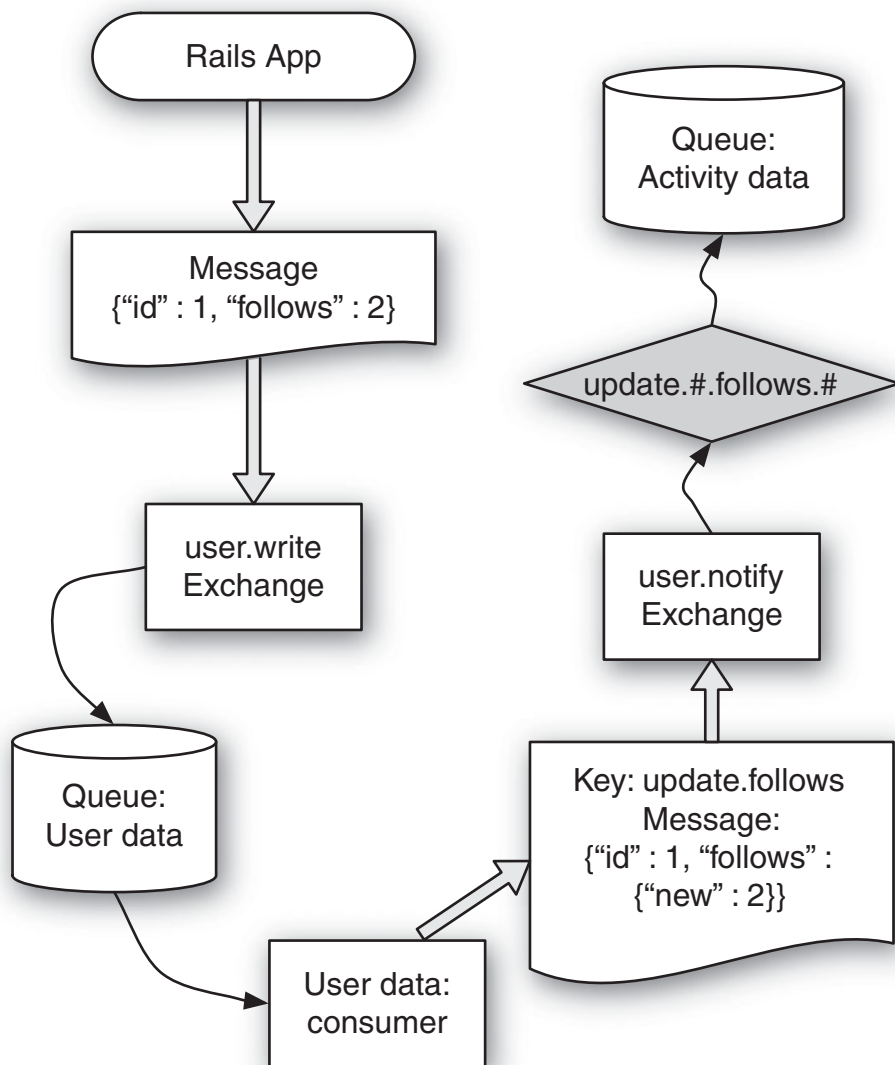 Rails App
Message
{“id” : 1, “follows” : 2}
user.write
Exchange
Queue:
User data
User data:
consumer
Key: update.follows
Message:
{“id” : 1, “follows” :
{“new” : 2}}
user.notify
Exchange
update.#.follows.#
Queue:
Activity data